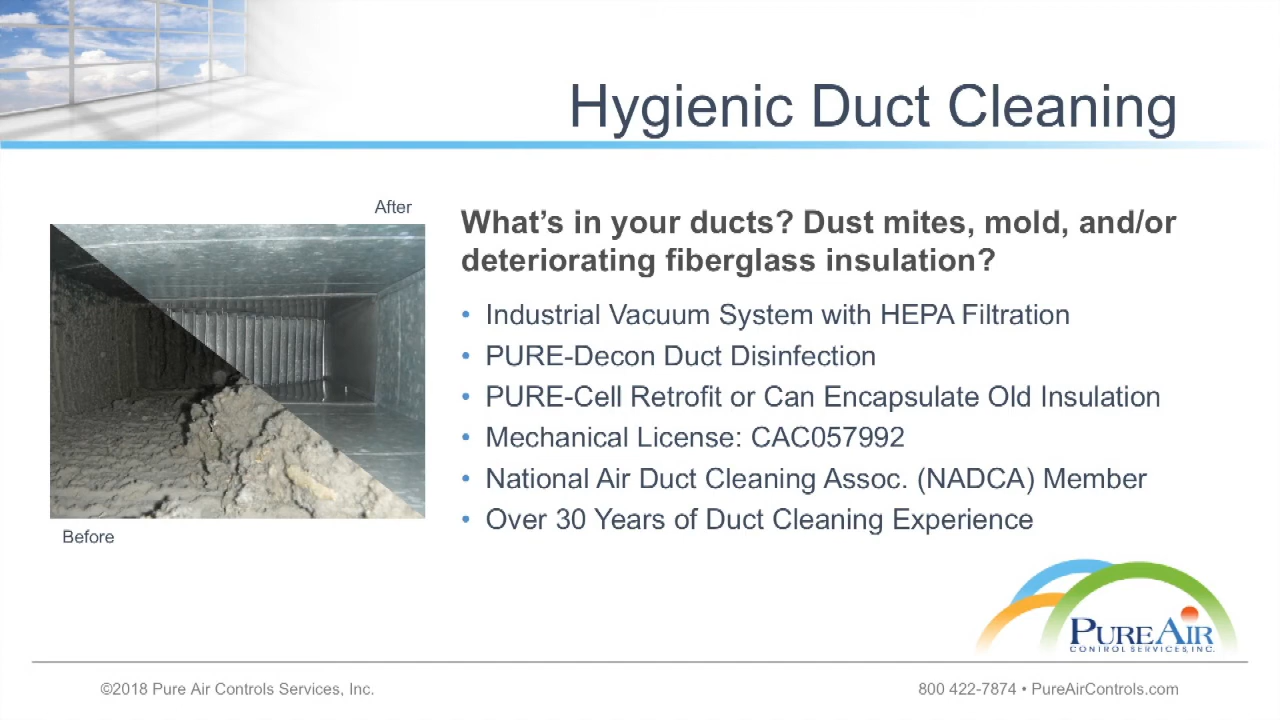 Hygienic Duct Cleaning
After
Before
What's in your ducts? Dust mites, mold, and/or
deteriorating fiberglass insulation?
• Industrial Vacuum System with HEPA Filtration
• PURE-Decon Duct Disinfection
• PURE-Cell Retrofit or Can Encapsulate Old Insulation
• Mechanical License: CAC057992
• National Air Duct Cleaning Assoc. (NADCA) Member
• Over 30 Years of Duct Cleaning Experience
PURE AIR
CONTROL SERVICES, INC.
©2018 Pure Air Controls Services, Inc.
800 422-7874 • PureAirControls.com